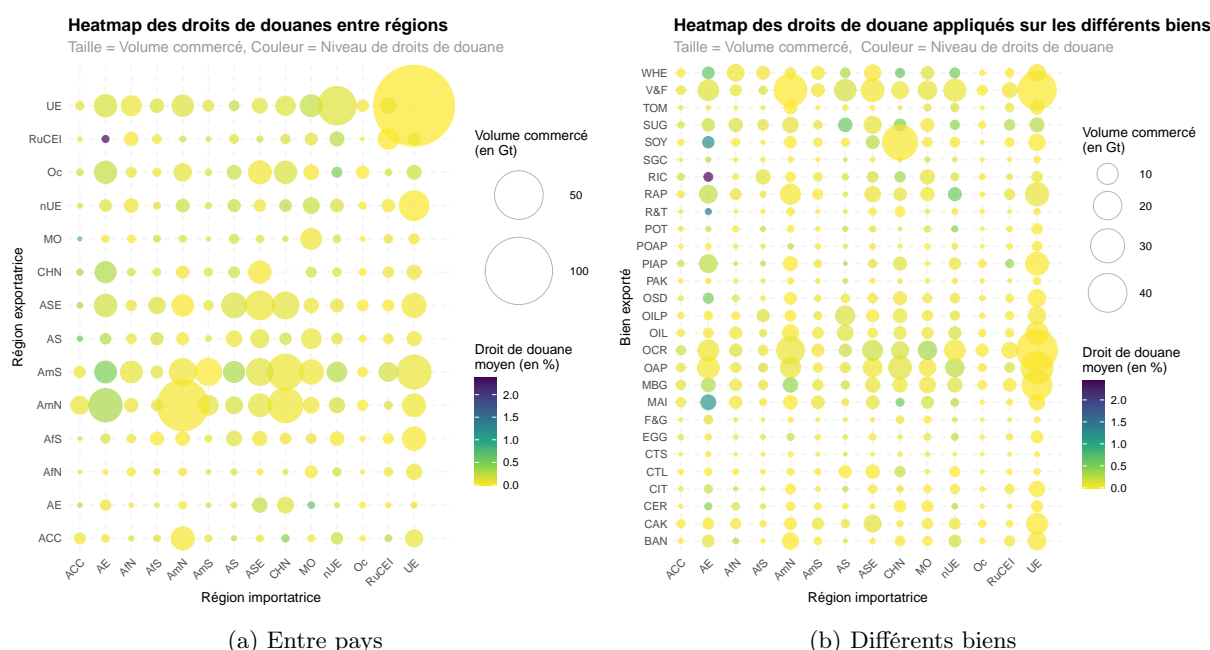 Heatmap des droits de douanes entre régions
Taille = Volume commercé, Couleur = Niveau de droits de douane
Région exportatrice
UE
RuCEI
Oc
nUE
MO
CHN
ASE
AS
AmS
AmN
AfS
AfN
AE
ACC
ACC
AE
AfN
AfS
AmN
AmS
AS
ASE
CHN
MO
nUE
Oc
RuCEI
UE
Région importatrice
Volume commercé
(en Gt)
50
100
Droit de douane
moyen (en %)
2.0
1.5
1.0
0.5
0.0
(a) Entre pays
Heatmap des droits de douane appliqués sur les différents biens
Taille = Volume commercé, Couleur = Niveau de droits de douane
Bien exporté
WHE
V&F
TOM
SUG
SOY
SGC
RIC
RAP
R&T
POT
POAP
PIAP
PAK
OSD
OILP
OIL
OCR
OAP
MBG
MAI
F&G
EGG
CTS
CTL
CIT
CER
CAK
BAN
ACC
AE
AfN
AfS
AmN
AmS
AS
ASE
CHN
MO
nUE
Oc
RuCEI
UE
Région importatrice
Volume commercé
(en Gt)
10
20
30
40
Droit de douane
moyen (en %)
2.0
1.5
1.0
0.5
0.0
(b) Différents biens